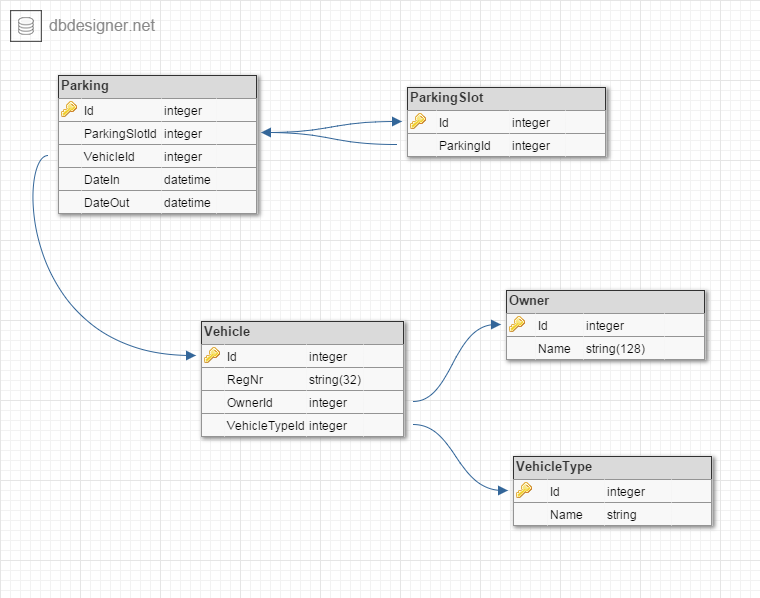 dbdesigner.net
Parking
Id integer
ParkingSlotId integer
VehicleId integer
DateIn datetime
DateOut datetime
ParkingSlot
Id integer
ParkingId integer
Vehicle
Id integer
RegNr string(32)
OwnerId integer
VehicleTypeId integer
Owner
Id integer
Name string(128)
VehicleType
Id integer
Name string